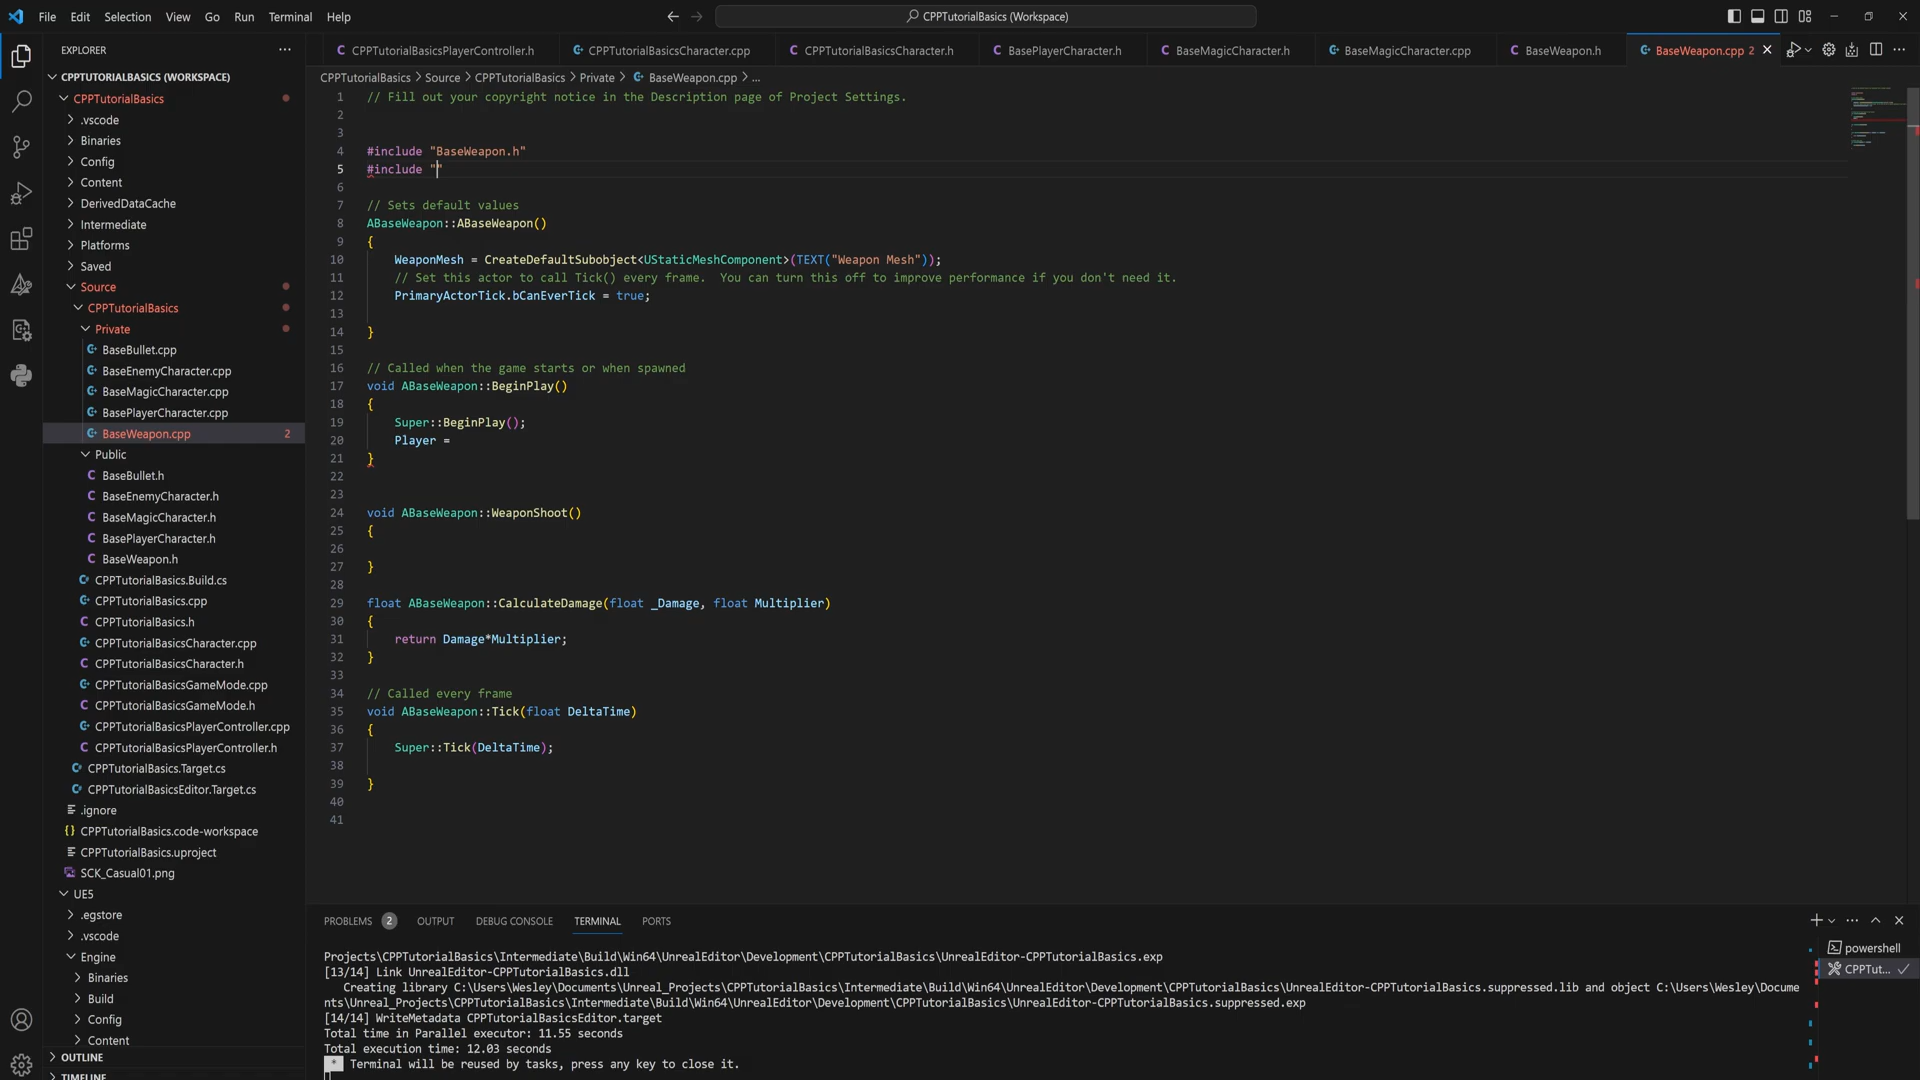 File Edit Selection View Go Run Terminal Help
CPPTutorialBasics (Workspace)
EXPLORER
CPPTutorialBasicsPlayerController.h CPPTutorialBasicsCharacter.cpp CPPTutorialBasicsCharacter.h BasePlayerCharacter.h BaseMagicCharacter.h BaseMagicCharacter.cpp BaseWeapon.h BaseWeapon.cpp 2
CPPTutorialBasics > Source > CPPTutorialBasics > Private > BaseWeapon.cpp > ...
CPPTUTORIALBASICS (WORKSPACE)
CPPTutorialBasics
.vscode
Binaries
Config
Content
DerivedDataCache
Intermediate
Platforms
Saved
Source
CPPTutorialBasics
Private
BaseBullet.cpp
BaseEnemyCharacter.cpp
BaseMagicCharacter.cpp
BasePlayerCharacter.cpp
BaseWeapon.cpp 2
Public
BaseBullet.h
BaseEnemyCharacter.h
BaseMagicCharacter.h
BasePlayerCharacter.h
BaseWeapon.h
CPPTutorialBasics.Build.cs
CPPTutorialBasics.cpp
CPPTutorialBasics.h
CPPTutorialBasicsCharacter.cpp
CPPTutorialBasicsCharacter.h
CPPTutorialBasicsGameMode.cpp
CPPTutorialBasicsGameMode.h
CPPTutorialBasicsPlayerController.cpp
CPPTutorialBasicsPlayerController.h
CPPTutorialBasics.Target.cs
CPPTutorialBasicsEditor.Target.cs
.ignore
{} CPPTutorialBasics.code-workspace
CPPTutorialBasics.uproject
SCK_Casual01.png
UE5
.egstore
.vscode
Engine
Binaries
Build
Config
Content
OUTLINE
TIMELINE
1 // Fill out your copyright notice in the Description page of Project Settings.
2
3
4 #include "BaseWeapon.h"
5 #include ""
6
7 // Sets default values
8 ABaseWeapon::ABaseWeapon()
9 {
10 WeaponMesh = CreateDefaultSubobject<UStaticMeshComponent>(TEXT("Weapon Mesh"));
11 // Set this actor to call Tick() every frame.  You can turn this off to improve performance if you don't need it.
12 PrimaryActorTick.bCanEverTick = true;
13
14 }
15
16 // Called when the game starts or when spawned
17 void ABaseWeapon::BeginPlay()
18 {
19 Super::BeginPlay();
20 Player =
21 }
22
23
24 void ABaseWeapon::WeaponShoot()
25 {
26
27 }
28
29 float ABaseWeapon::CalculateDamage(float _Damage, float Multiplier)
30 {
31 return Damage*Multiplier;
32 }
33
34 // Called every frame
35 void ABaseWeapon::Tick(float DeltaTime)
36 {
37 Super::Tick(DeltaTime);
38
39 }
40
41
PROBLEMS 2 OUTPUT DEBUG CONSOLE TERMINAL PORTS
Projects\CPPTutorialBasics\Intermediate\Build\Win64\UnrealEditor\Development\CPPTutorialBasics\UnrealEditor-CPPTutorialBasics.exp
[13/14] Link UnrealEditor-CPPTutorialBasics.dll
Creating library C:\Users\Wesley\Documents\Unreal_Projects\CPPTutorialBasics\Intermediate\Build\Win64\UnrealEditor\Development\CPPTutorialBasics\UnrealEditor-CPPTutorialBasics.suppressed.lib and object C:\Users\Wesley\Docume
nts\Unreal_Projects\CPPTutorialBasics\Intermediate\Build\Win64\UnrealEditor\Development\CPPTutorialBasics\UnrealEditor-CPPTutorialBasics.suppressed.exp
[14/14] WriteMetadata CPPTutorialBasicsEditor.target
Total time in Parallel executor: 11.55 seconds
Total execution time: 12.03 seconds
* Terminal will be reused by tasks, press any key to close it.
powershell
CPPTut...